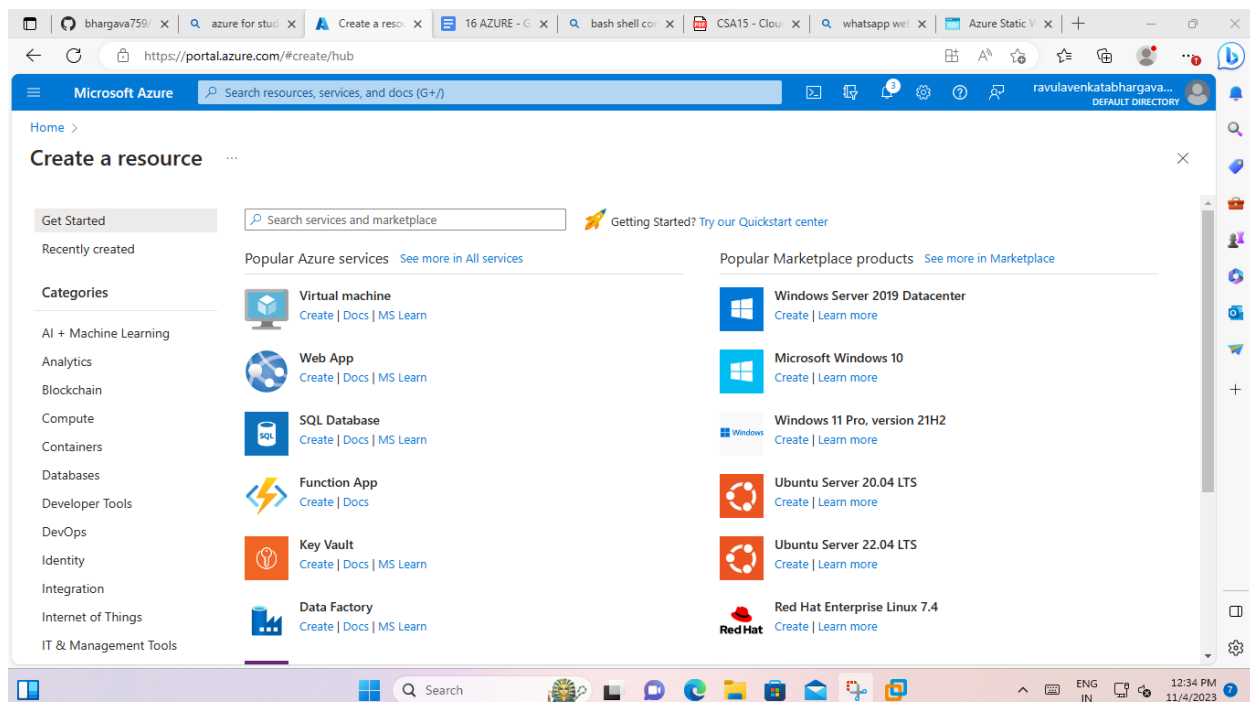 bhargava759/
azure for stud
Create a reso
16 AZURE - G
bash shell cor
CSA15 - Clou
whatsapp wel
Azure Static W
https://portal.azure.com/#create/hub
Microsoft Azure
Search resources, services, and docs (G+/)
3
ravulavenkatabhargava...
DEFAULT DIRECTORY
Home >
Create a resource ...
Get Started
Recently created
Categories
AI + Machine Learning
Analytics
Blockchain
Compute
Containers
Databases
Developer Tools
DevOps
Identity
Integration
Internet of Things
IT & Management Tools
Search services and marketplace
Getting Started? Try our Quickstart center
Popular Azure services See more in All services
Virtual machine
Create | Docs | MS Learn
Web App
Create | Docs | MS Learn
SQL
SQL Database
Create | Docs | MS Learn
Function App
Create | Docs
Key Vault
Create | Docs | MS Learn
Data Factory
Create | Docs | MS Learn
Popular Marketplace products See more in Marketplace
Windows Server 2019 Datacenter
Create | Learn more
Microsoft Windows 10
Create | Learn more
Windows
Windows 11 Pro, version 21H2
Create | Learn more
Ubuntu Server 20.04 LTS
Create | Learn more
Ubuntu Server 22.04 LTS
Create | Learn more
Red Hat
Red Hat Enterprise Linux 7.4
Create | Learn more
Search
ENG
IN
12:34 PM
11/4/2023
7